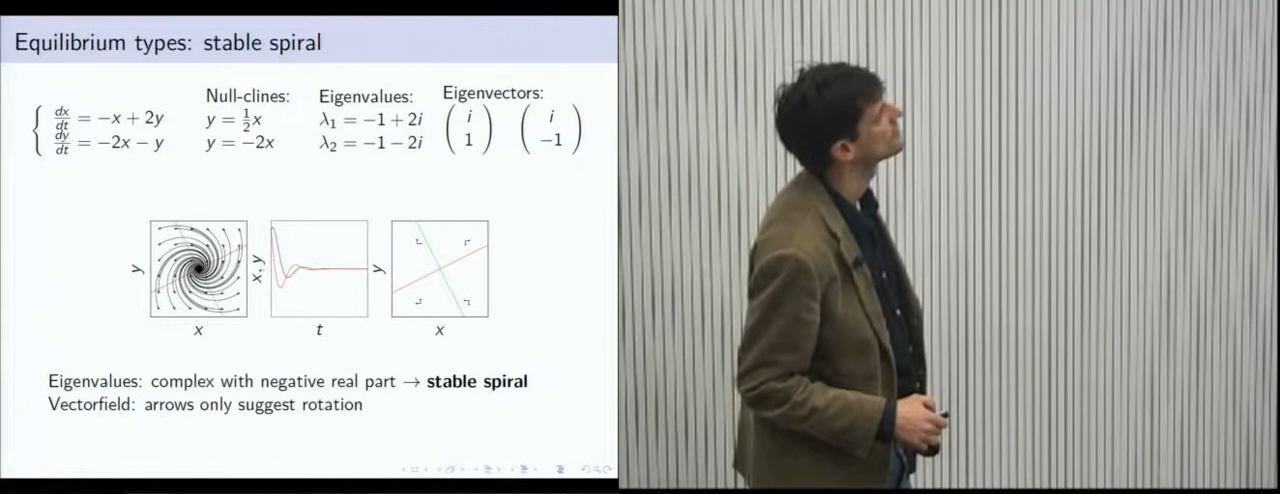 Equilibrium types: stable spiral
Null-clines: Eigenvalues: Eigenvectors:
{ dx/dt = −x + 2y y = 1/2 x λ1 = −1 + 2i ( i 1 ) ( i −1 )
dy/dt = −2x − y y = −2x λ2 = −1 − 2i
y x, y y
x t x
Eigenvalues: complex with negative real part → stable spiral
Vectorfield: arrows only suggest rotation